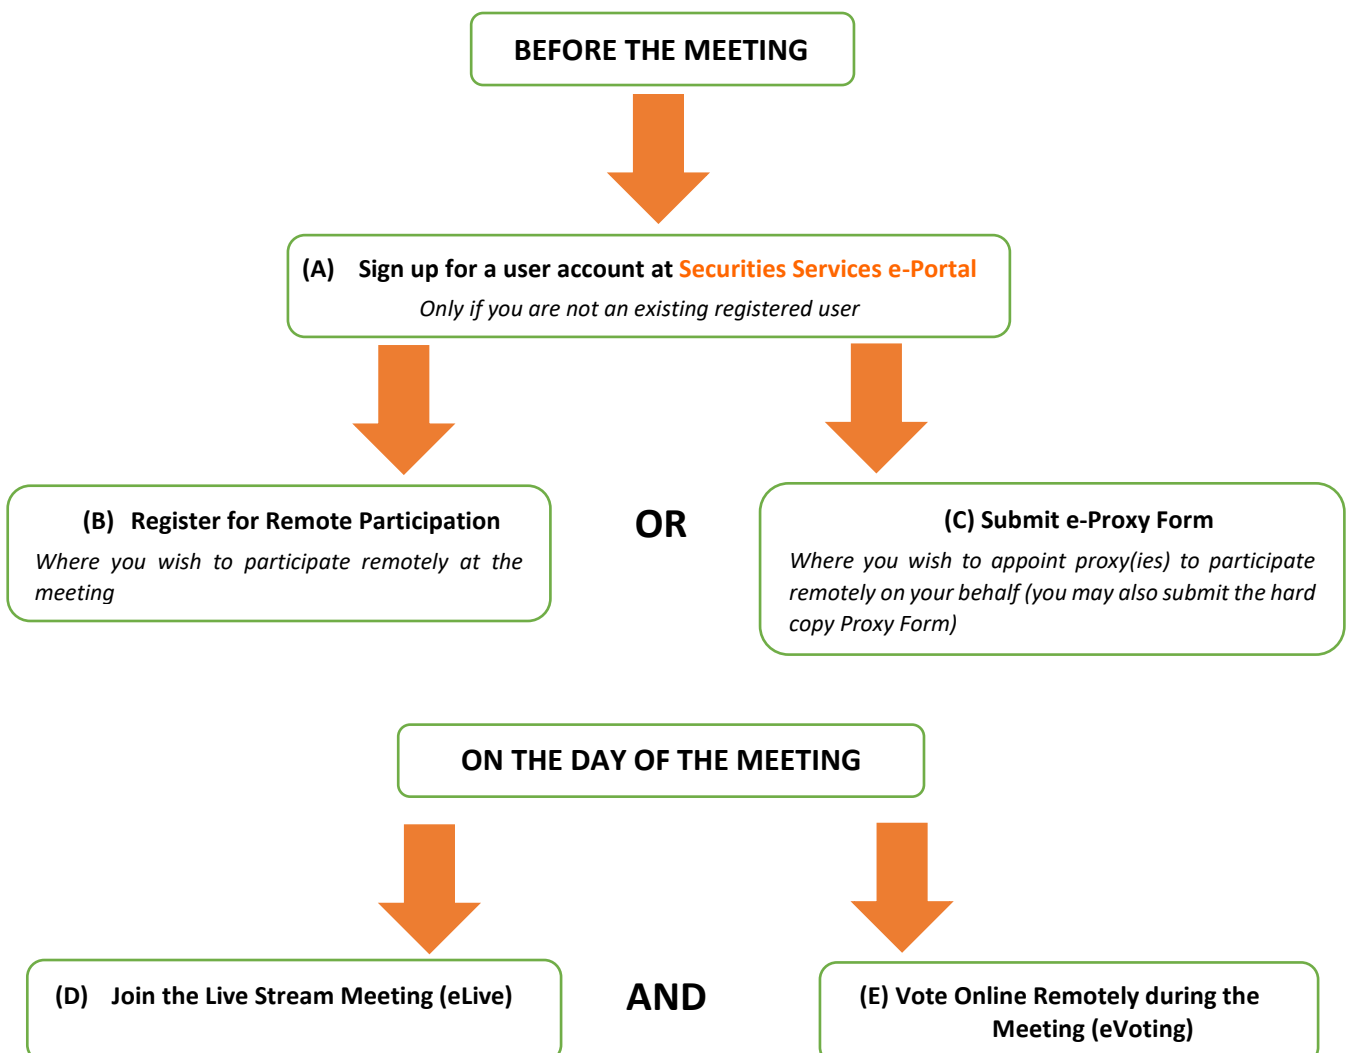 BEFORE THE MEETING
(A) Sign up for a user account at Securities Services e-Portal
Only if you are not an existing registered user
(B) Register for Remote Participation
Where you wish to participate remotely at the
meeting
OR
(C) Submit e-Proxy Form
Where you wish to appoint proxy(ies) to participate
remotely on your behalf (you may also submit the hard
copy Proxy Form)
ON THE DAY OF THE MEETING
(D) Join the Live Stream Meeting (eLive)
AND
(E) Vote Online Remotely during the
Meeting (eVoting)